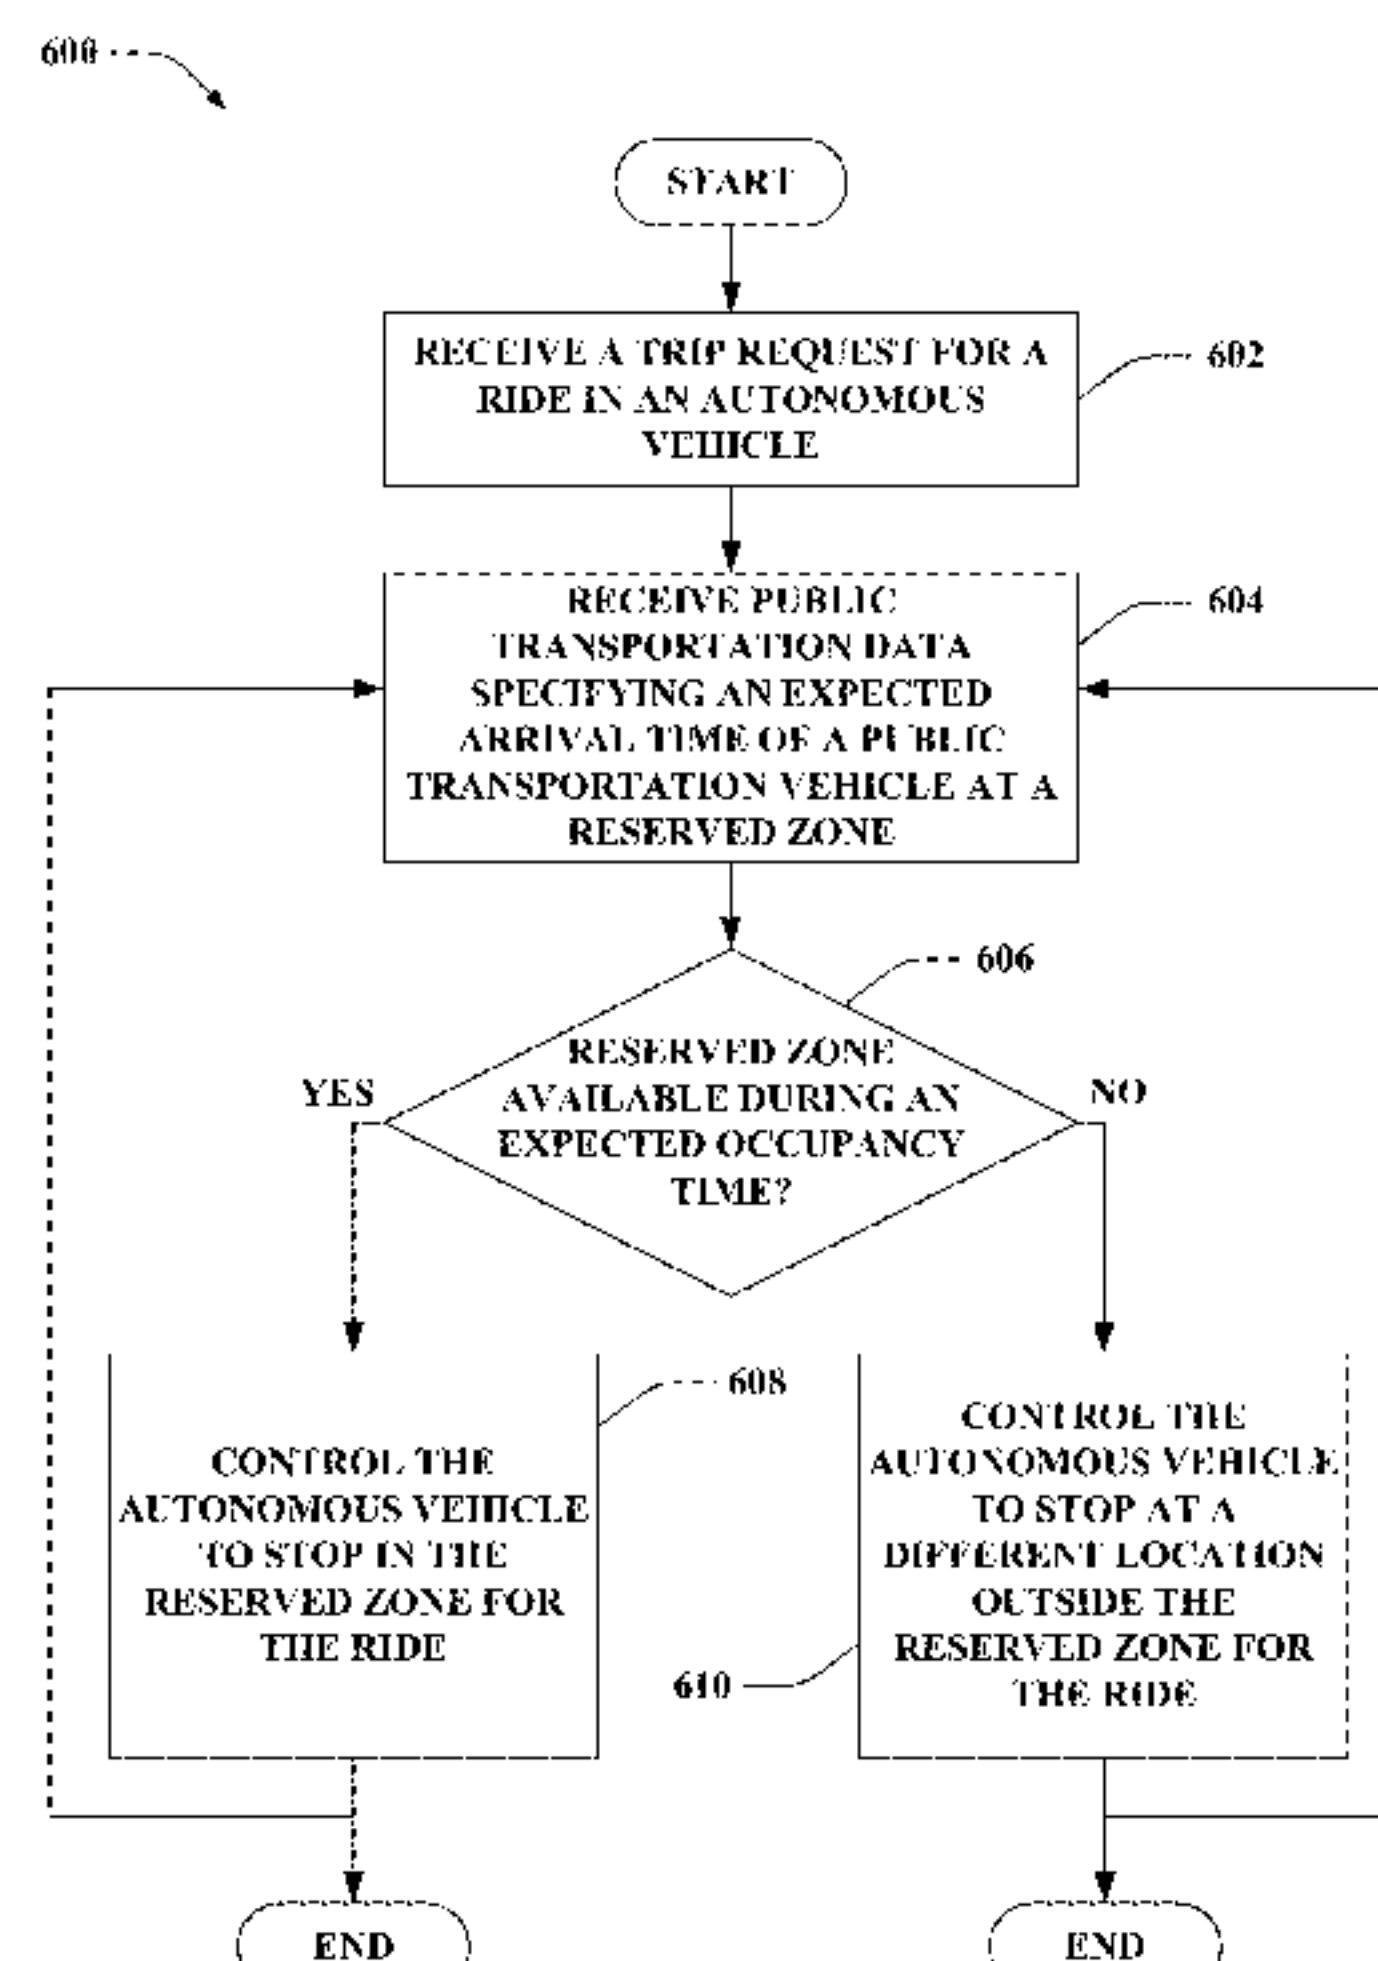 600
START
RECEIVE A TRIP REQUEST FOR A
RIDE IN AN AUTONOMOUS
VEHICLE
602
RECEIVE PUBLIC
TRANSPORTATION DATA
SPECIFYING AN EXPECTED
ARRIVAL TIME OF A PUBLIC
TRANSPORTATION VEHICLE AT A
RESERVED ZONE
604
606
RESERVED ZONE
AVAILABLE DURING AN
EXPECTED OCCUPANCY
TIME?
YES
NO
CONTROL THE
AUTONOMOUS VEHICLE
TO STOP IN THE
RESERVED ZONE FOR
THE RIDE
608
CONTROL THE
AUTONOMOUS VEHICLE
TO STOP AT A
DIFFERENT LOCATION
OUTSIDE THE
RESERVED ZONE FOR
THE RIDE
610
END
END